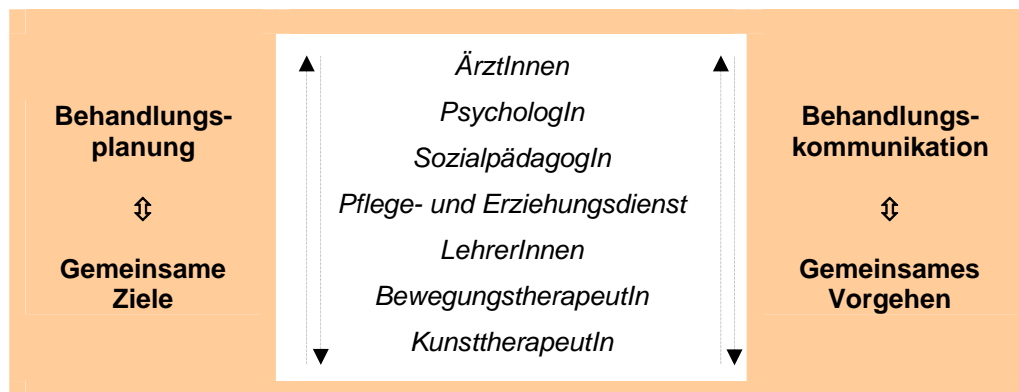 Behandlungs-
planung
⇕
Gemeinsame
Ziele
ÄrztInnen
PsychologIn
SozialpädagogIn
Pflege- und Erziehungsdienst
LehrerInnen
BewegungstherapeutIn
KunsttherapeutIn
Behandlungs-
kommunikation
⇕
Gemeinsames
Vorgehen